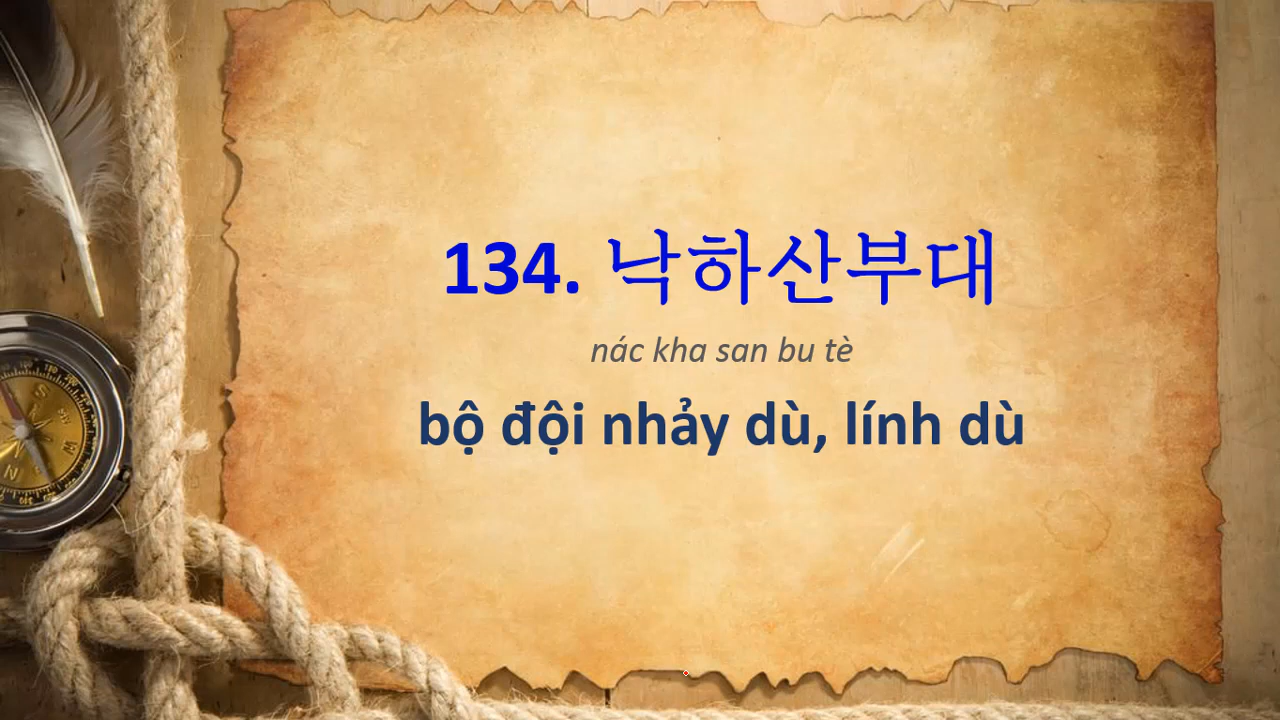 134. 낙하산부대
nác kha san bu tè
bộ đội nhảy dù, lính dù